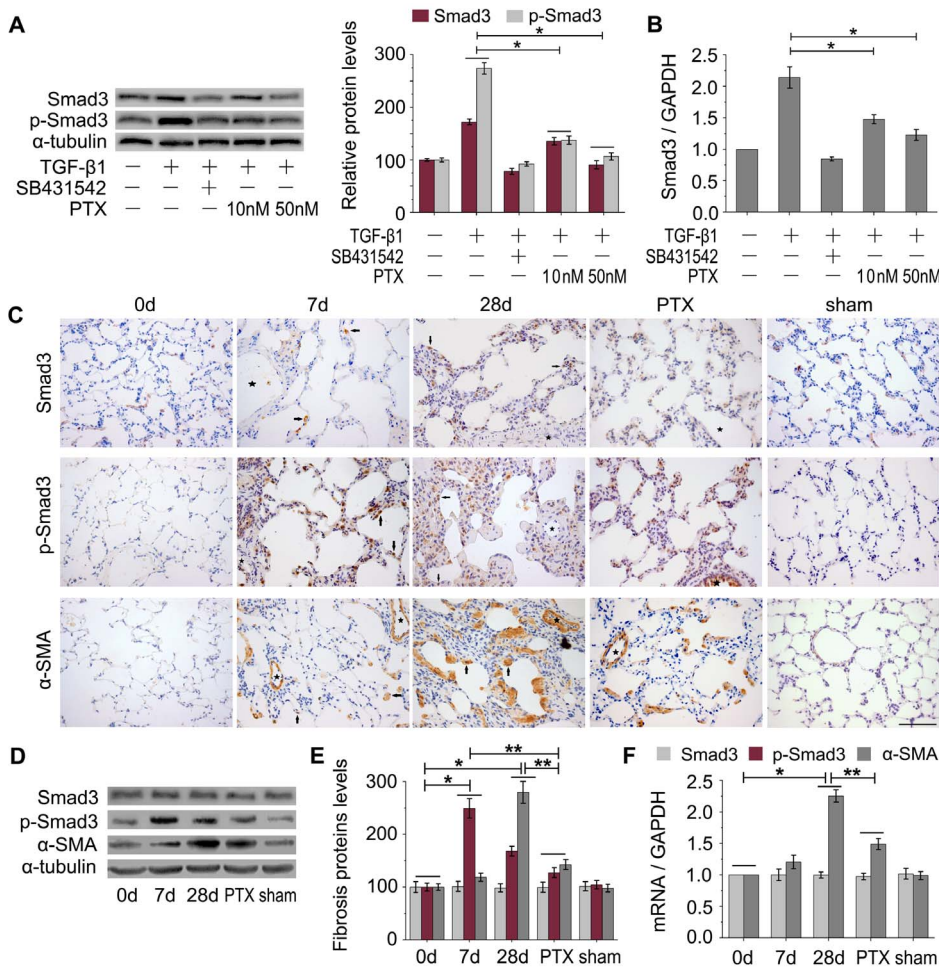 A
Smad3
p-Smad3
α-tubulin
TGF-β1 — + + + +
SB431542 — — + — —
PTX — — — 10nM 50nM
Smad3 p-Smad3
Relative protein levels
300
250
200
150
100
50
0
* *
TGF-β1 — + + + +
SB431542 — — + — —
PTX — — — 10nM 50nM
B
Smad3 / GAPDH
2.5
2.0
1.5
1.0
0.5
0.0
* *
TGF-β1 — + + + +
SB431542 — — + — —
PTX — — — 10nM 50nM
C
0d 7d 28d PTX sham
Smad3
p-Smad3
α-SMA
D
Smad3
p-Smad3
α-SMA
α-tubulin
0d 7d 28d PTX sham
E
Fibrosis proteins levels
300
200
100
0
**
* **
*
0d 7d 28d PTX sham
F
Smad3 p-Smad3 α-SMA
mRNA / GAPDH
2.5
2.0
1.5
1.0
0.5
0.0
* **
0d 7d 28d PTX sham